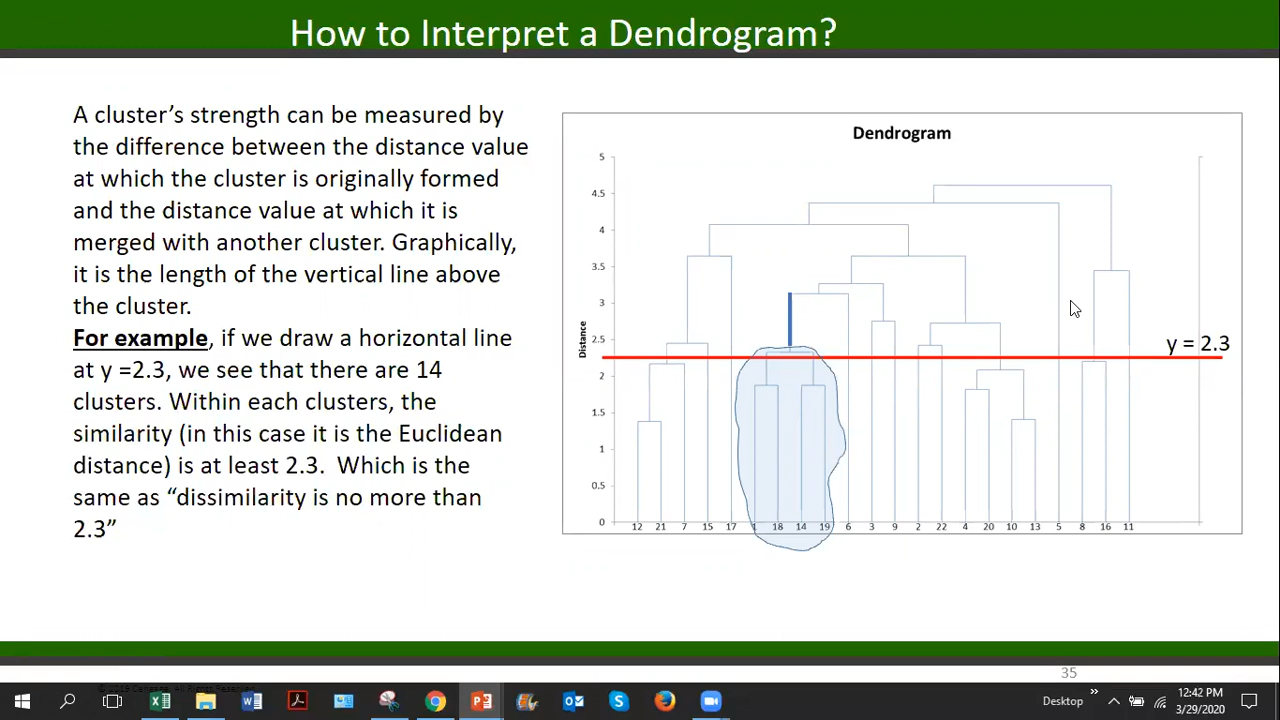 How to Interpret a Dendrogram?
A cluster's strength can be measured by
the difference between the distance value
at which the cluster is originally formed
and the distance value at which it is
merged with another cluster. Graphically,
it is the length of the vertical line above
the cluster.
For example, if we draw a horizontal line
at y =2.3, we see that there are 14
clusters. Within each clusters, the
similarity (in this case it is the Euclidean
distance) is at least 2.3.  Which is the
same as “dissimilarity is no more than
2.3”
Dendrogram
5
4.5
4
3.5
3
2.5
2
1.5
1
0.5
0
Distance
y = 2.3
12 21 7 15 17 1 18 14 19 6 3 9 2 22 4 20 10 13 5 8 16 11
35
© 2019 Cengage. All Rights Reserved.
Desktop
12:42 PM
3/29/2020